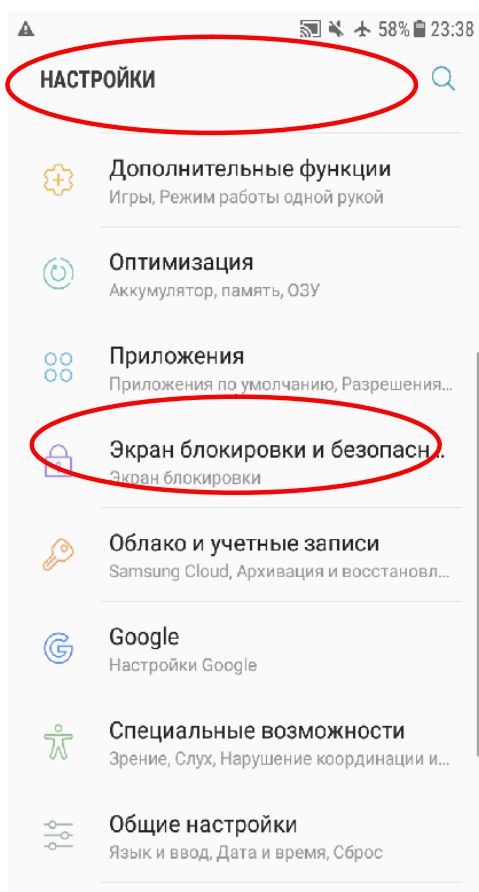 58% 23:38
НАСТРОЙКИ
Дополнительные функции
Игры, Режим работы одной рукой
Оптимизация
Аккумулятор, память, ОЗУ
Приложения
Приложения по умолчанию, Разрешения...
Экран блокировки и безопасн...
Экран блокировки
Облако и учетные записи
Samsung Cloud, Архивация и восстановл...
Google
Настройки Google
Специальные возможности
Зрение, Слух, Нарушение координации и...
Общие настройки
Язык и ввод, Дата и время, Сброс